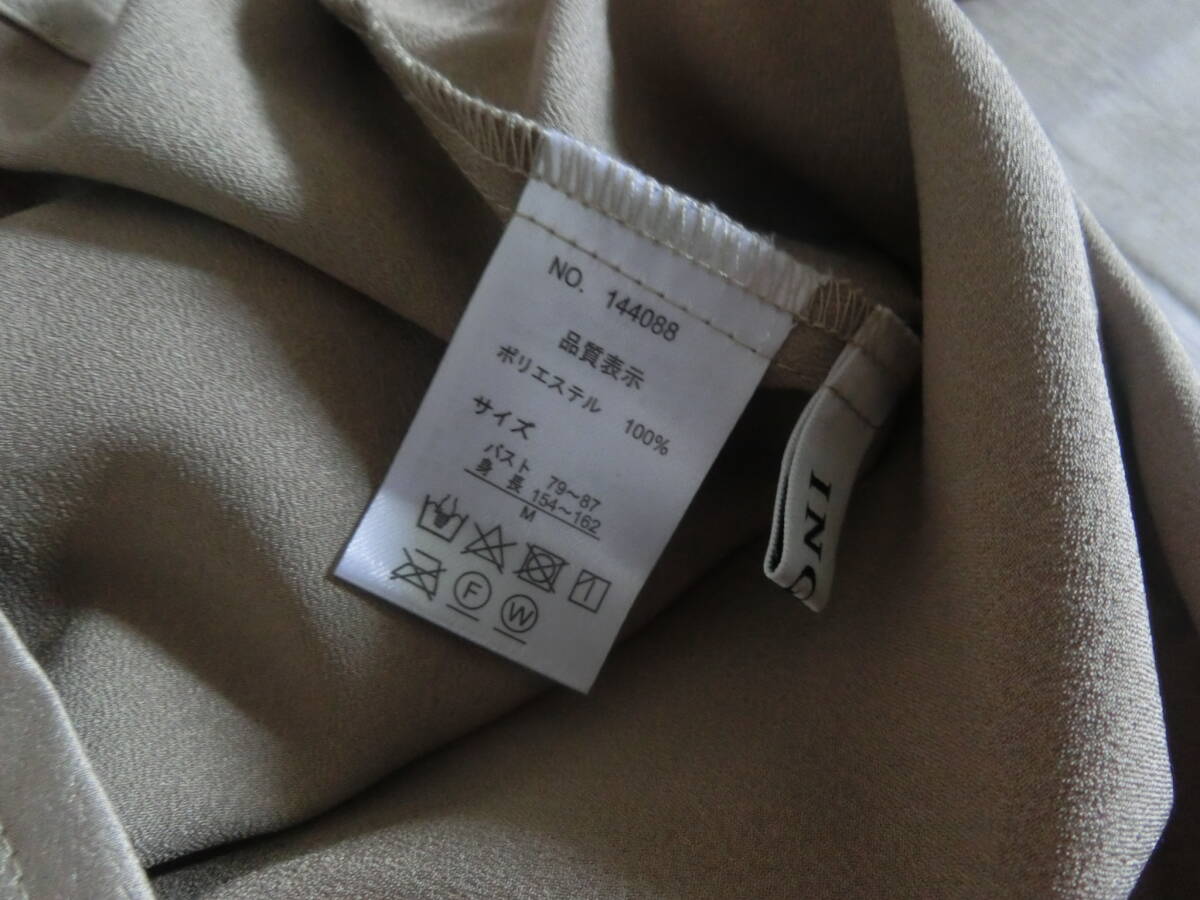 NO. 144088
品質表示
ポリエステル 100%
サイズ
バスト 79~87
身 長 154~162
M
F W
INO